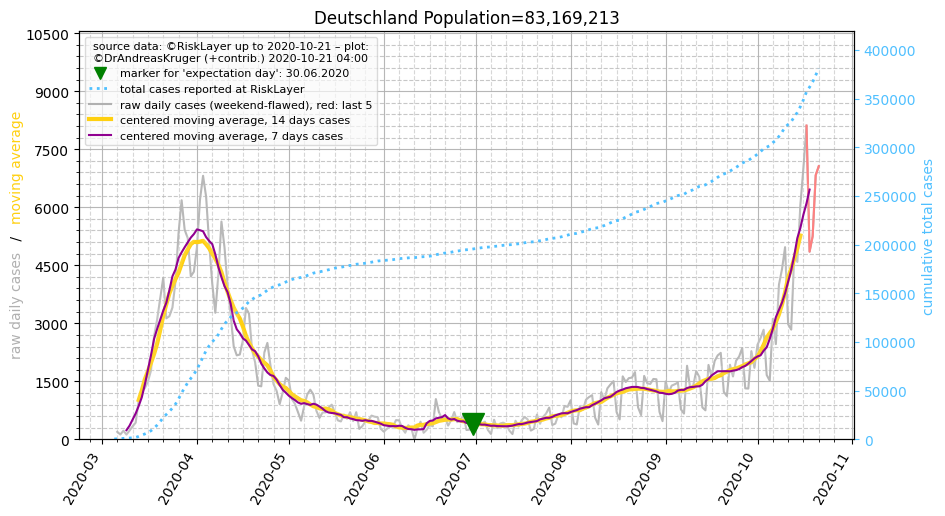 Deutschland Population=83,169,213
source data: ©RiskLayer up to 2020-10-21 – plot:
©DrAndreasKruger (+contrib.) 2020-10-21 04:00
marker for 'expectation day': 30.06.2020
total cases reported at RiskLayer
raw daily cases (weekend-flawed), red: last 5
centered moving average, 14 days cases
centered moving average, 7 days cases
raw daily cases / moving average
10500
9000
7500
6000
4500
3000
1500
0
400000
350000
300000
250000
200000
150000
100000
50000
0
cumulative total cases
2020-03
2020-04
2020-05
2020-06
2020-07
2020-08
2020-09
2020-10
2020-11